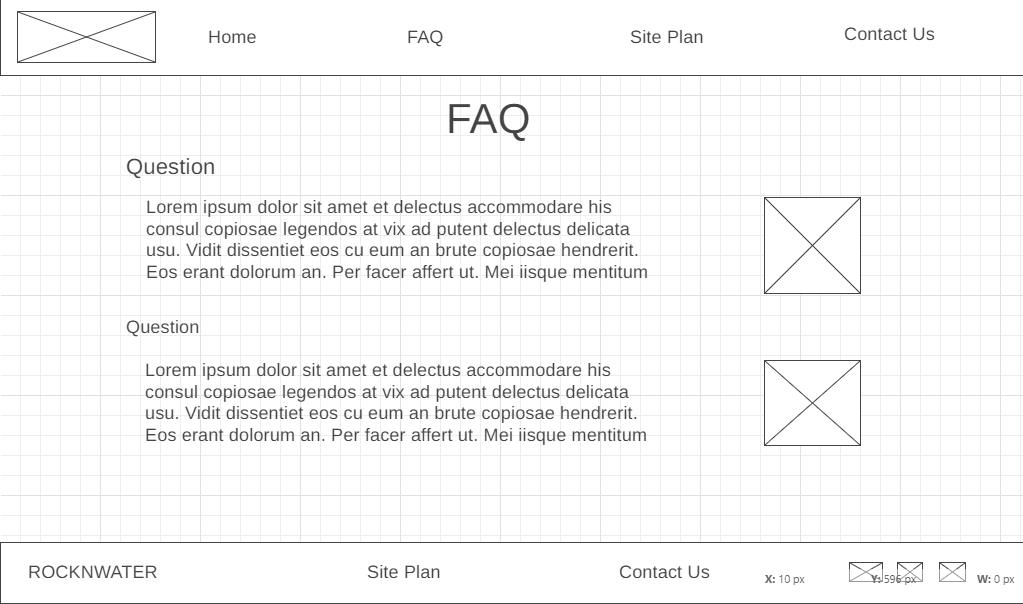 Home FAQ Site Plan Contact Us
FAQ
Question
Lorem ipsum dolor sit amet et delectus accommodare his
consul copiosae legendos at vix ad putent delectus delicata
usu. Vidit dissentiet eos cu eum an brute copiosae hendrerit.
Eos erant dolorum an. Per facer affert ut. Mei iisque mentitum
Question
Lorem ipsum dolor sit amet et delectus accommodare his
consul copiosae legendos at vix ad putent delectus delicata
usu. Vidit dissentiet eos cu eum an brute copiosae hendrerit.
Eos erant dolorum an. Per facer affert ut. Mei iisque mentitum
ROCKNWATER Site Plan Contact Us X: 10 px Y: 596 px W: 0 px